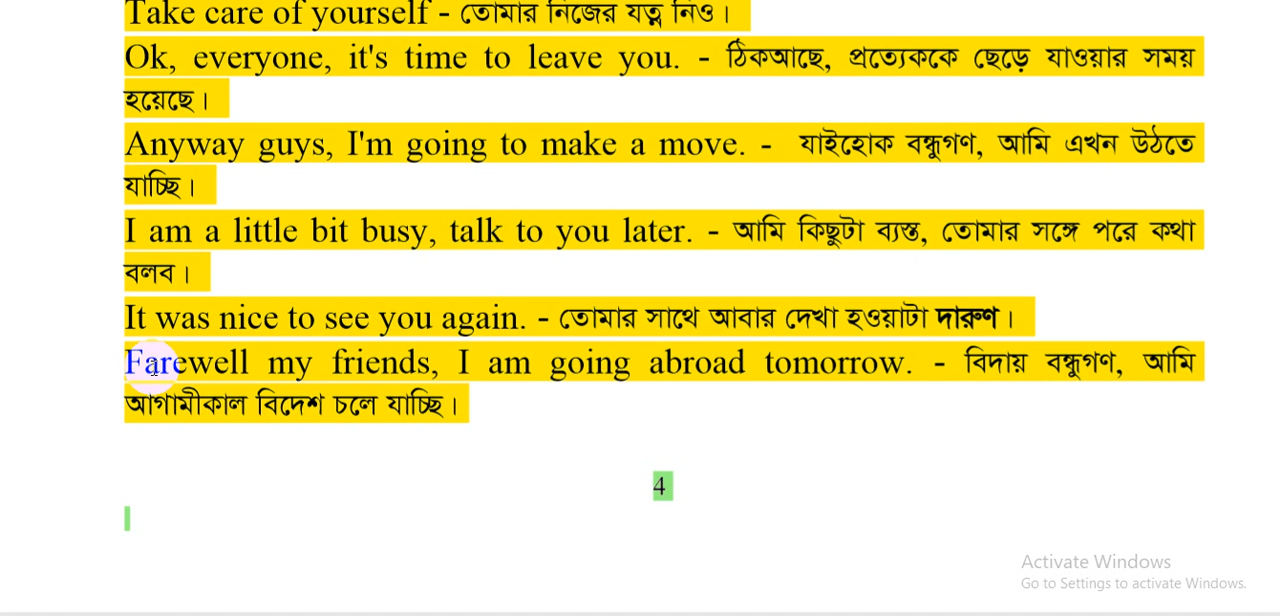 Take care of yourself - তোমার নিজের যত্ন নিও।
Ok, everyone, it's time to leave you. - ঠিকআছে, প্রত্যেককে ছেড়ে যাওয়ার সময়
হয়েছে।
Anyway guys, I'm going to make a move. - যাইহোক বন্ধুগণ, আমি এখন উঠতে
যাচ্ছি।
I am a little bit busy, talk to you later. - আমি কিছুটা ব্যস্ত, তোমার সঙ্গে পরে কথা
বলব।
It was nice to see you again. - তোমার সাথে আবার দেখা হওয়াটা দারুণ।
Farewell my friends, I am going abroad tomorrow. - বিদায় বন্ধুগণ, আমি
আগামীকাল বিদেশ চলে যাচ্ছি।
4
Activate Windows
Go to Settings to activate Windows.